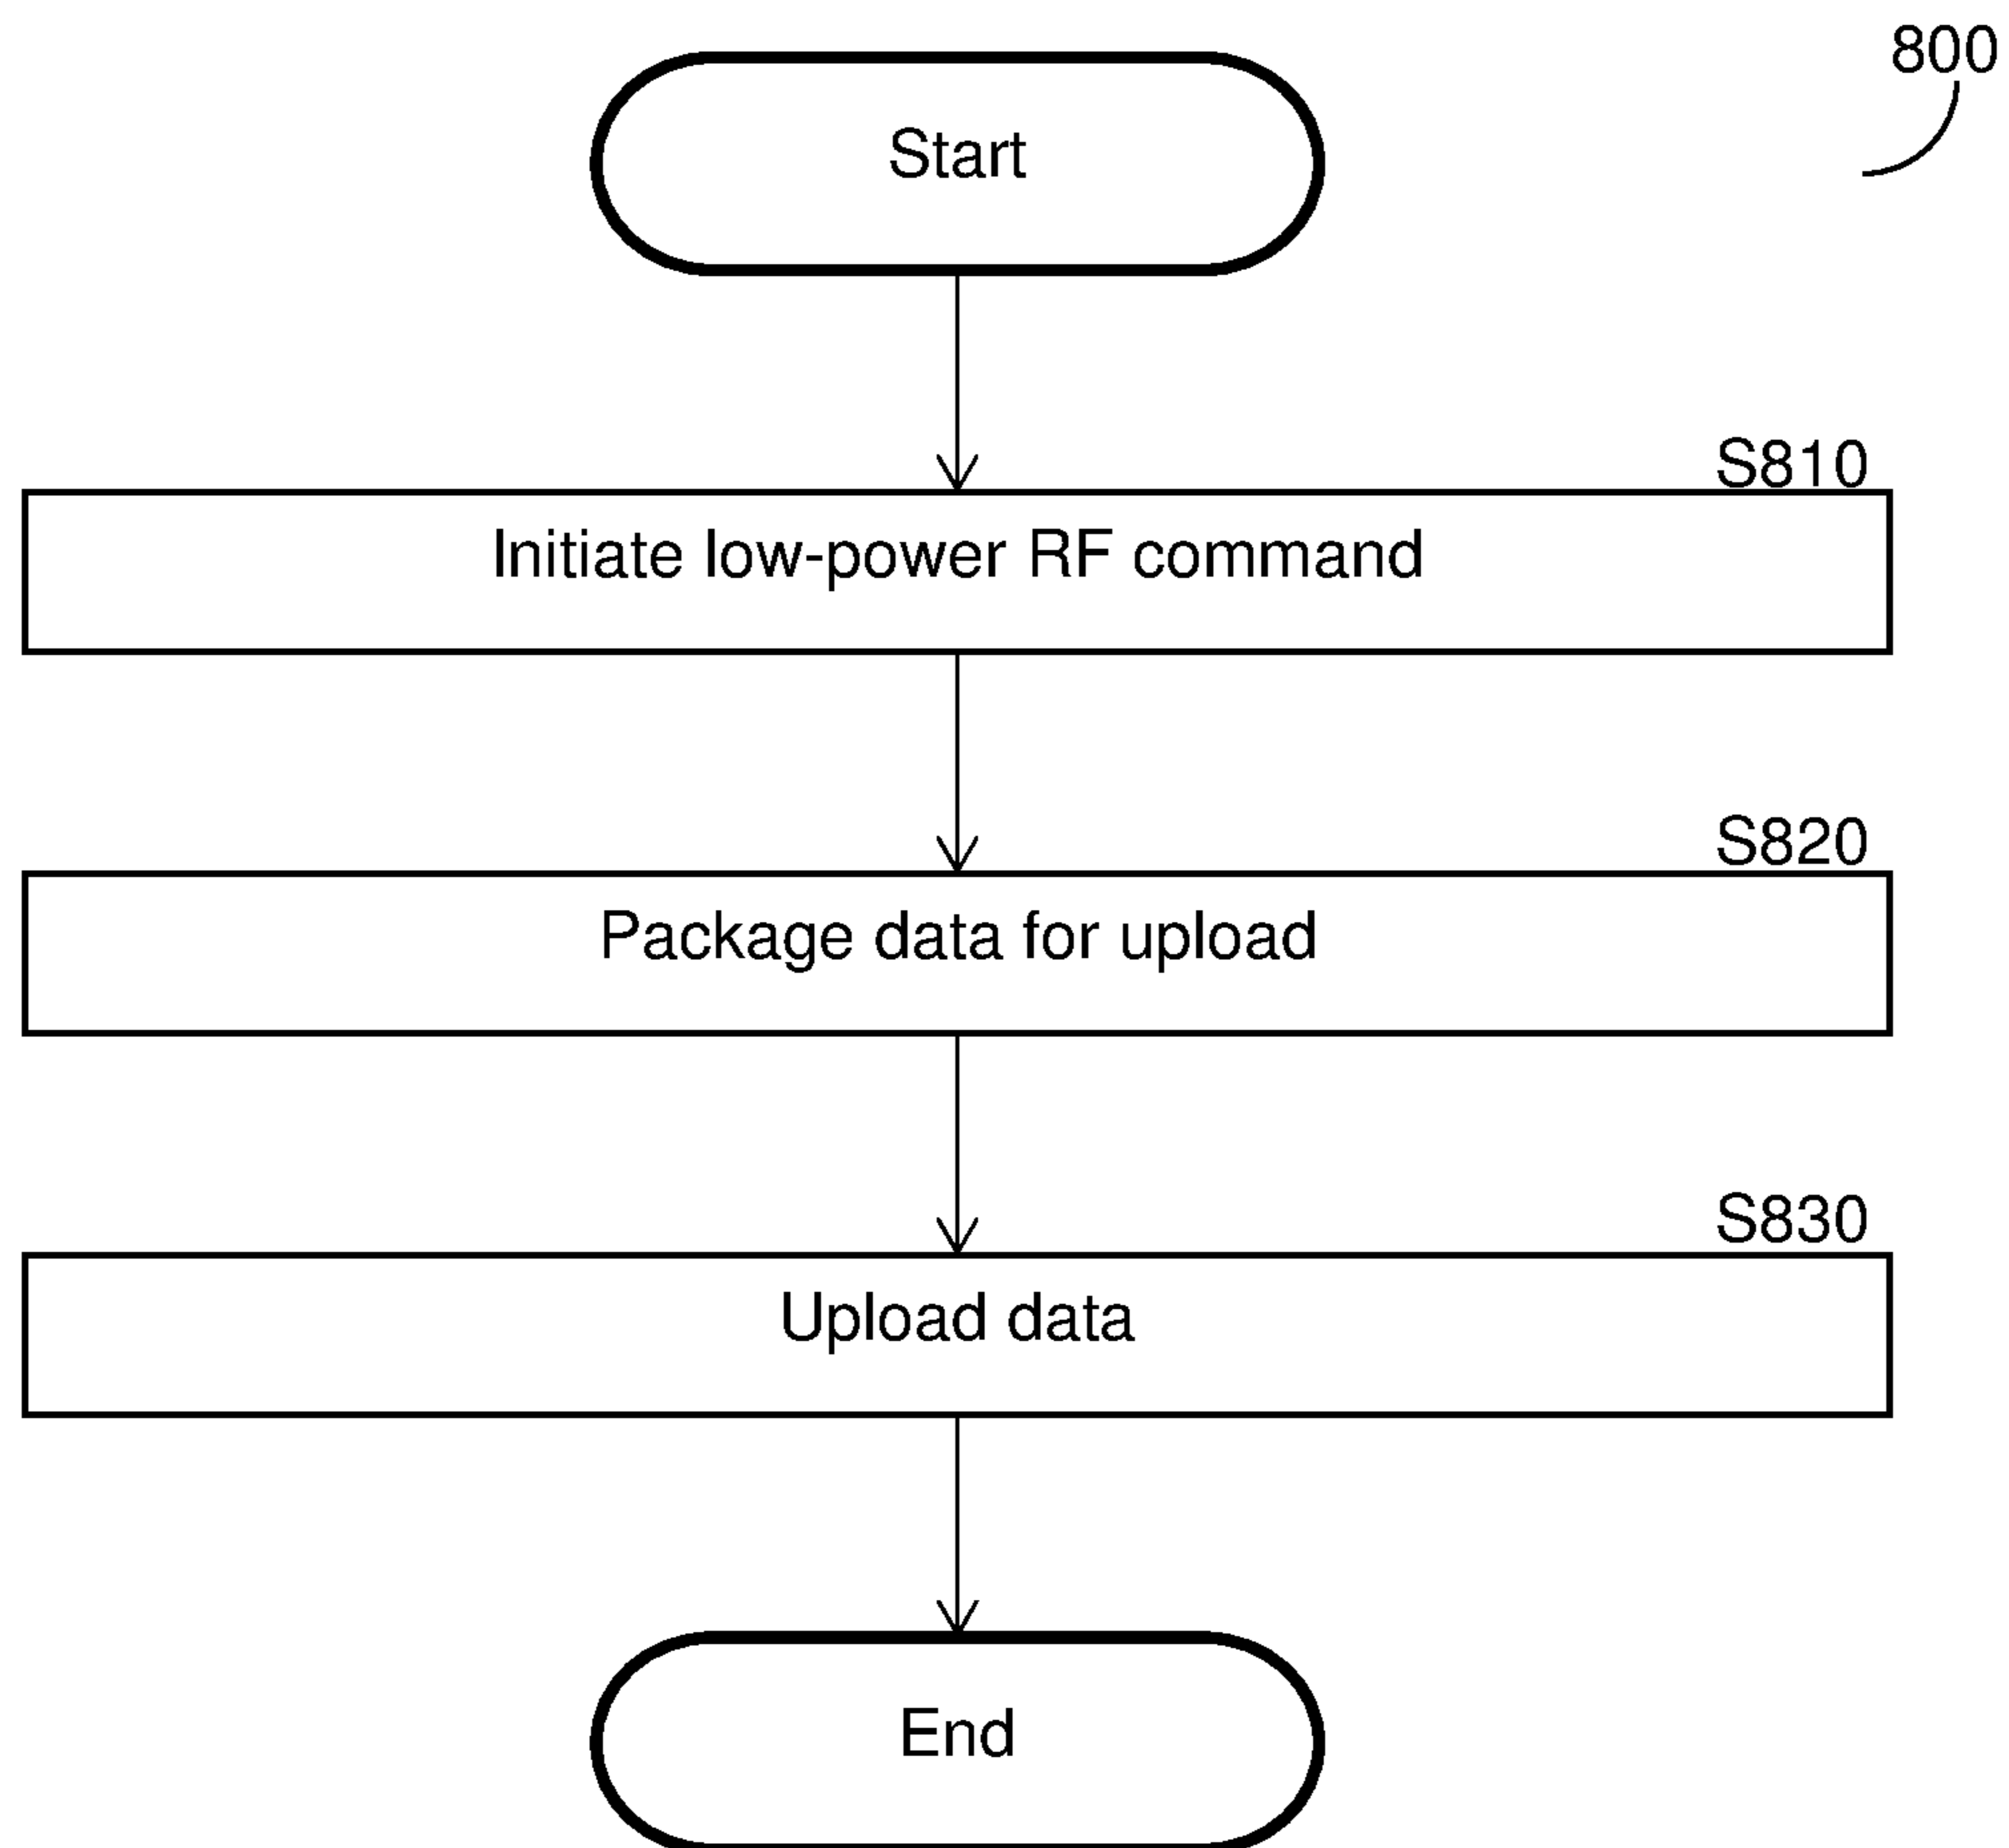 800
Start
S810
Initiate low-power RF command
S820
Package data for upload
S830
Upload data
End